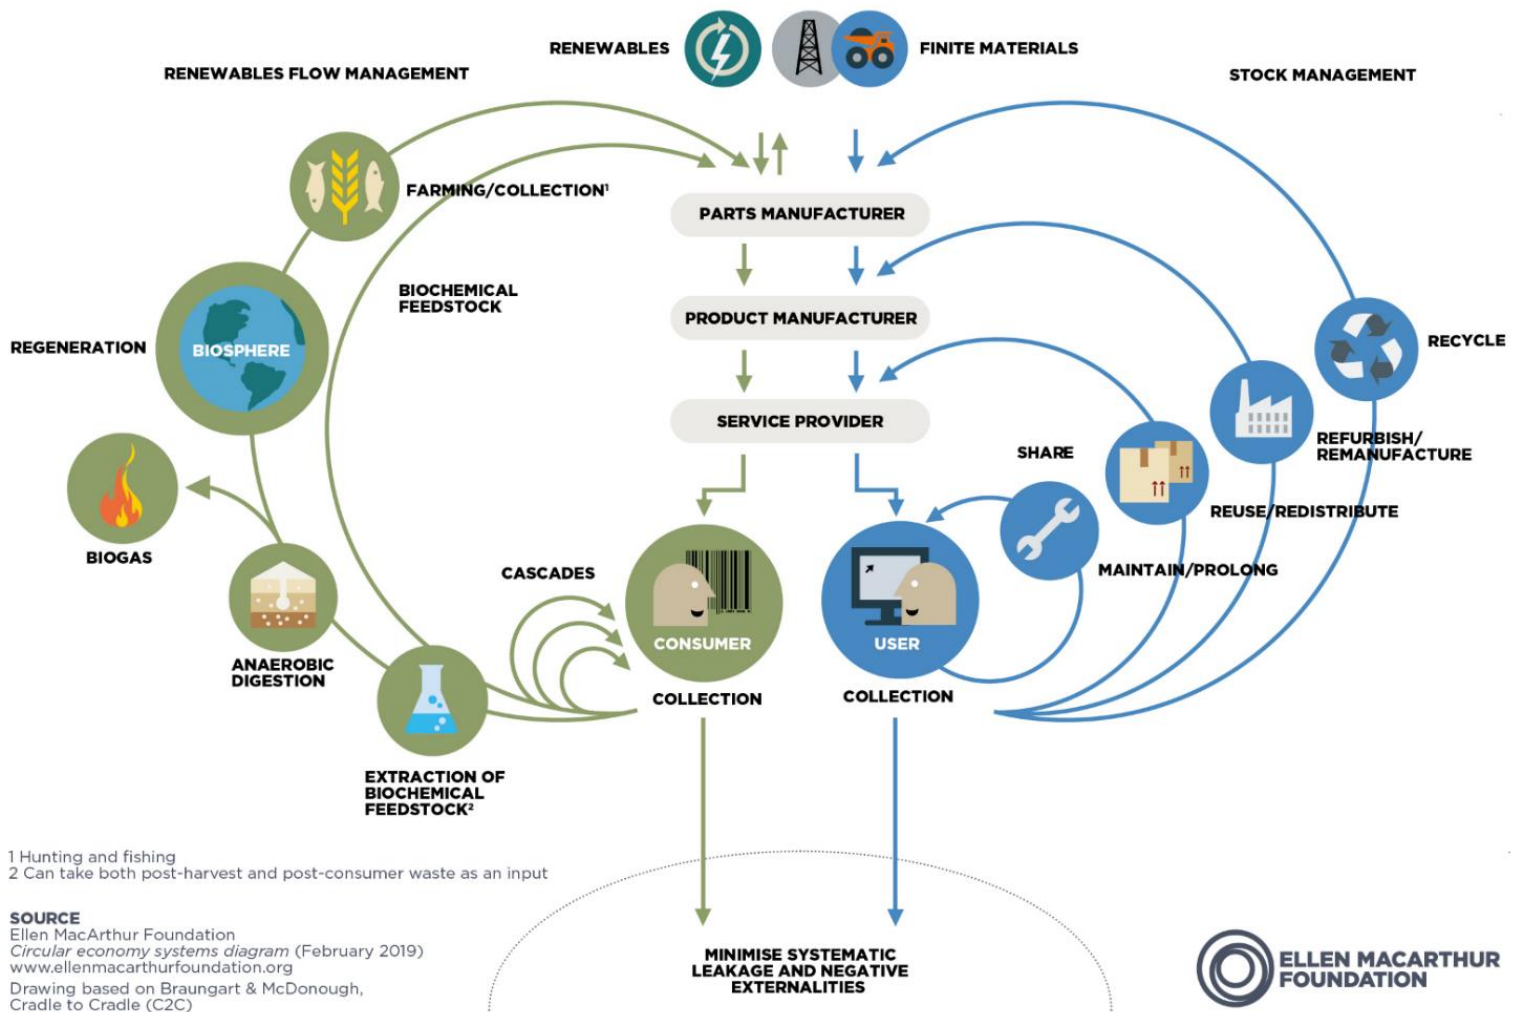 RENEWABLES
FINITE MATERIALS
RENEWABLES FLOW MANAGEMENT
STOCK MANAGEMENT
FARMING/COLLECTION¹
PARTS MANUFACTURER
BIOCHEMICAL
FEEDSTOCK
PRODUCT MANUFACTURER
REGENERATION
BIOSPHERE
RECYCLE
SERVICE PROVIDER
SHARE
REFURBISH/
REMANUFACTURE
REUSE/REDISTRIBUTE
BIOGAS
CASCADES
MAINTAIN/PROLONG
CONSUMER
USER
ANAEROBIC
DIGESTION
COLLECTION
COLLECTION
EXTRACTION OF
BIOCHEMICAL
FEEDSTOCK²
1 Hunting and fishing
2 Can take both post-harvest and post-consumer waste as an input
SOURCE
Ellen MacArthur Foundation
Circular economy systems diagram (February 2019)
www.ellenmacarthurfoundation.org
Drawing based on Braungart & McDonough,
Cradle to Cradle (C2C)
MINIMISE SYSTEMATIC
LEAKAGE AND NEGATIVE
EXTERNALITIES
ELLEN MACARTHUR
FOUNDATION